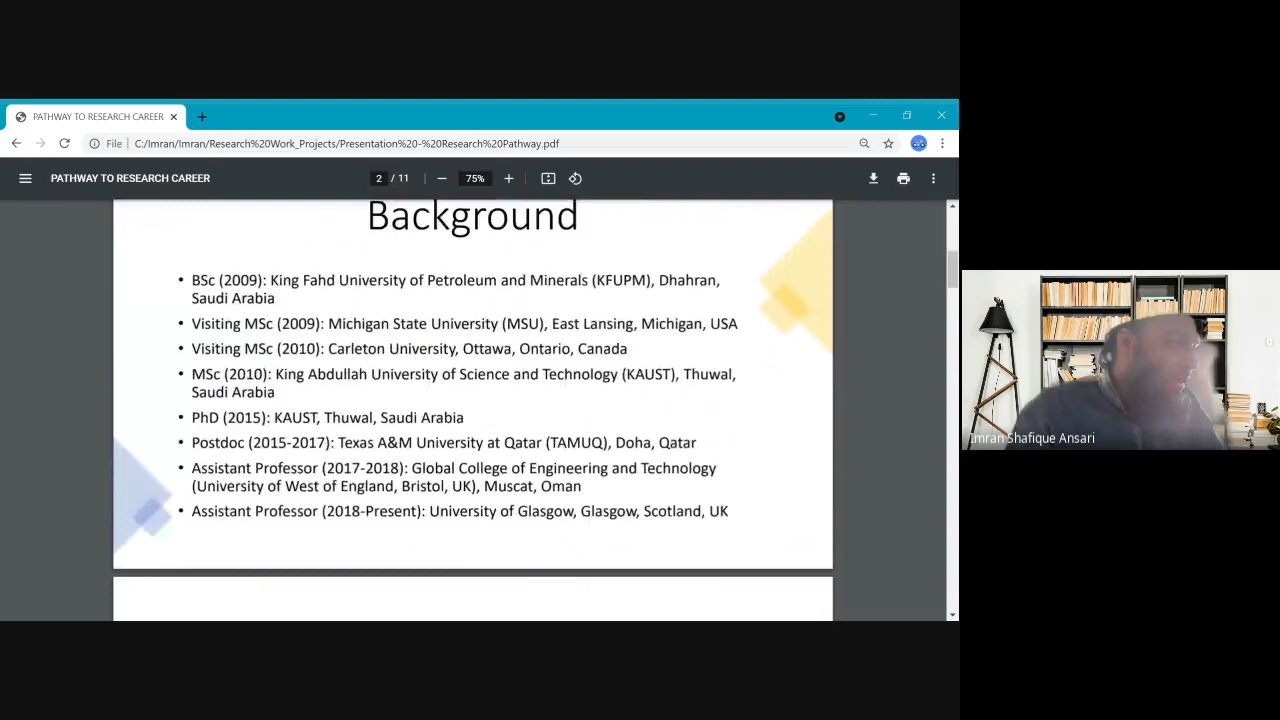 PATHWAY TO RESEARCH CAREER
File
C:/Imran/Imran/Research%20Work_Projects/Presentation%20-%20Research%20Pathway.pdf
PATHWAY TO RESEARCH CAREER
2 / 11
75%
Background
• BSc (2009): King Fahd University of Petroleum and Minerals (KFUPM), Dhahran,
Saudi Arabia
• Visiting MSc (2009): Michigan State University (MSU), East Lansing, Michigan, USA
• Visiting MSc (2010): Carleton University, Ottawa, Ontario, Canada
• MSc (2010): King Abdullah University of Science and Technology (KAUST), Thuwal,
Saudi Arabia
• PhD (2015): KAUST, Thuwal, Saudi Arabia
• Postdoc (2015-2017): Texas A&M University at Qatar (TAMUQ), Doha, Qatar
• Assistant Professor (2017-2018): Global College of Engineering and Technology
(University of West of England, Bristol, UK), Muscat, Oman
• Assistant Professor (2018-Present): University of Glasgow, Glasgow, Scotland, UK
Imran Shafique Ansari